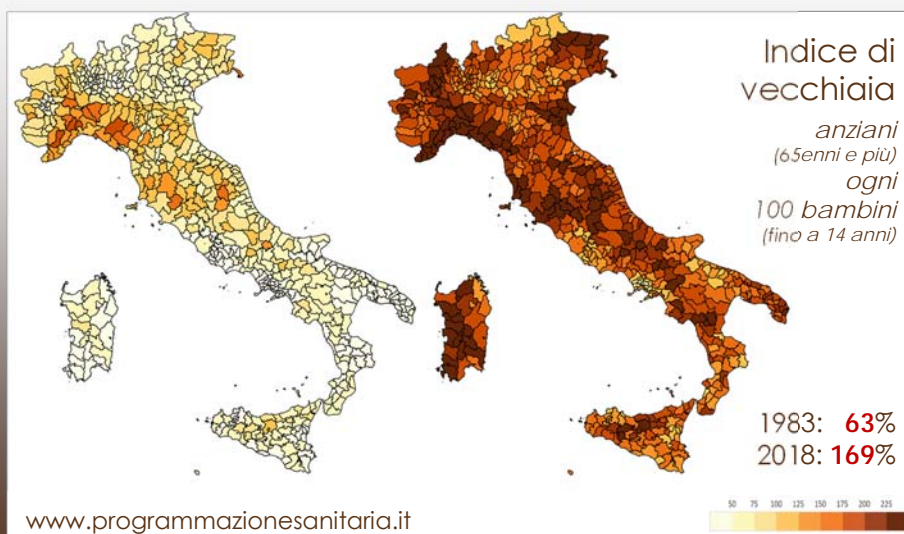 Indice di
vecchiaia
anziani
(65enni e più)
ogni
100 bambini
(fino a 14 anni)
1983: 63%
2018: 169%
50 75 100 125 150 175 200 225
www.programmazionesanitaria.it